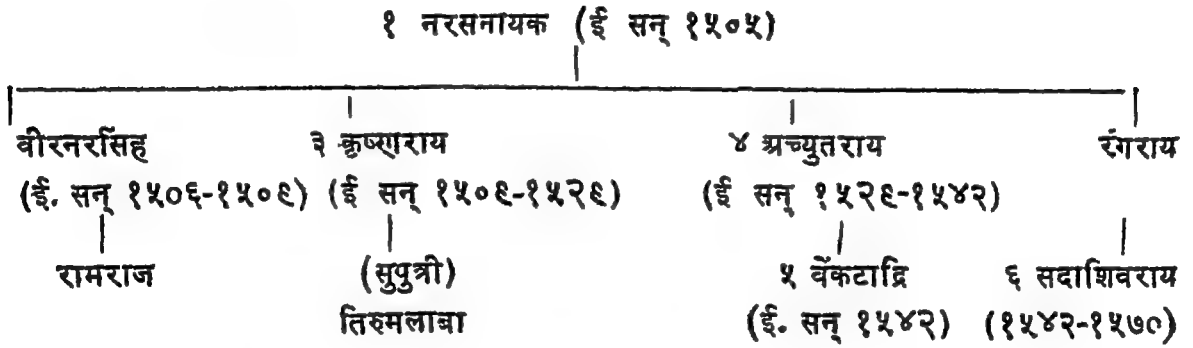 १ नरसनायक (ई सन् १५०५)
वीरनरसिंह ३ कृष्णराय ४ अच्युतराय रंगराय
(ई. सन् १५०६-१५०९) (ई सन् १५०९-१५२९) (ई सन् १५२९-१५४२)
रामराज (सुपुत्री) ५ वेंकटाद्रि ६ सदाशिवराय
तिरुमलाबा (ई. सन् १५४२) (१५४२-१५७०)